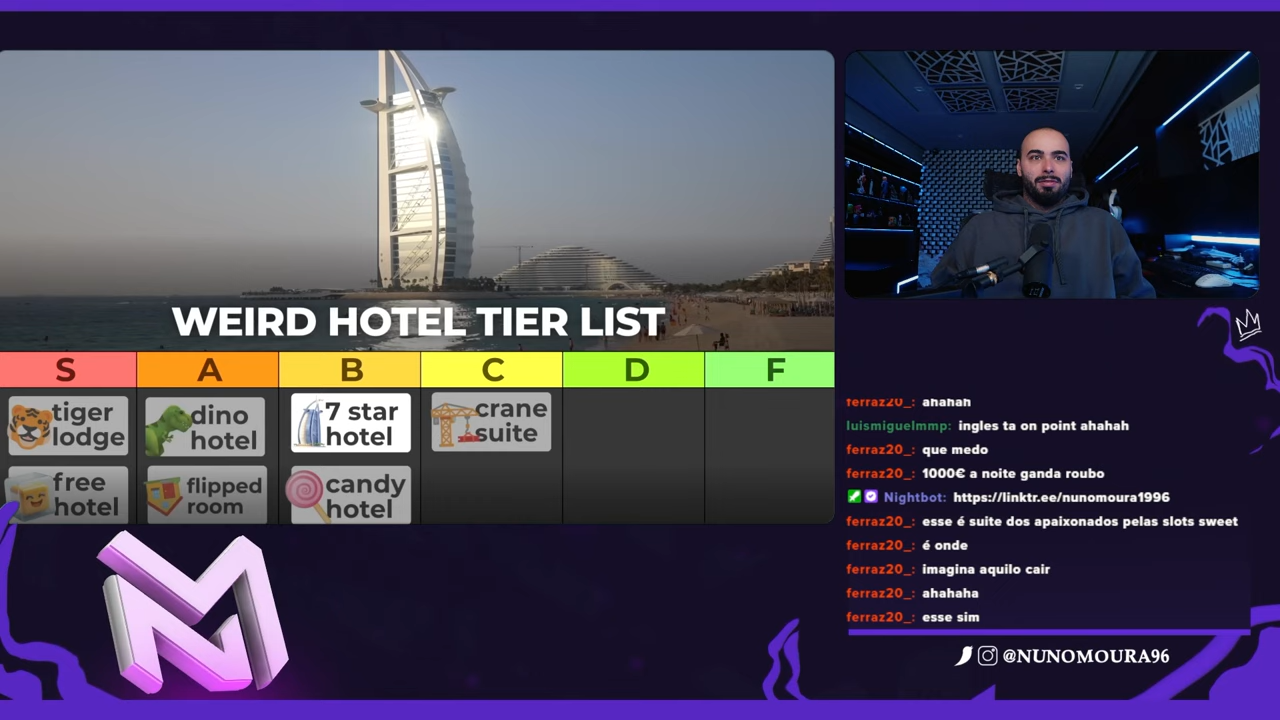 WEIRD HOTEL TIER LIST
S A B C D F
tiger
lodge
dino
hotel
7 star
hotel
crane
suite
free
hotel
flipped
room
candy
hotel
ferraz20_: ahahah
luismiguelmmp: ingles ta on point ahahah
ferraz20_: que medo
ferraz20_: 1000€ a noite ganda roubo
Nightbot: https://linktr.ee/nunomoura1996
ferraz20_: esse é suite dos apaixonados pelas slots sweet
ferraz20_: é onde
ferraz20_: imagina aquilo cair
ferraz20_: ahahaha
ferraz20_: esse sim
@NUNOMOURA96